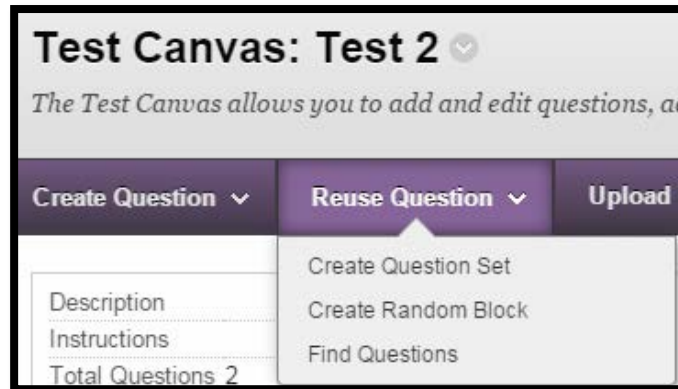 Test Canvas: Test 2
The Test Canvas allows you to add and edit questions,
Create Question Reuse Question Upload
Create Question Set
Create Random Block
Find Questions
Description
Instructions
Total Questions 2